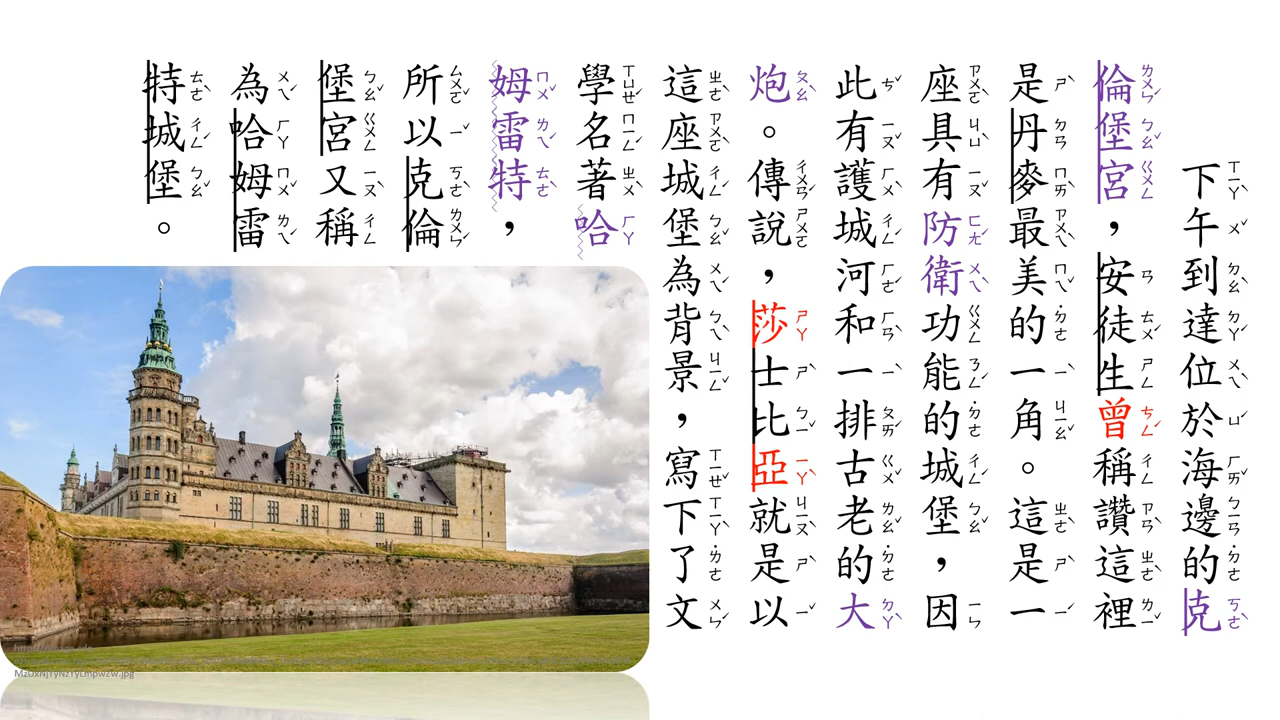 下午到達位於海邊的克
倫堡宮，安徒生曾稱讚這裡
是丹麥最美的一角。這是一
座具有防衛功能的城堡，因
此有護城河和一排古老的大
炮。傳說，莎士比亞就是以
這座城堡為背景，寫下了文
學名著哈
姆雷特，
所以克倫
堡宮又稱
為哈姆雷
特城堡。